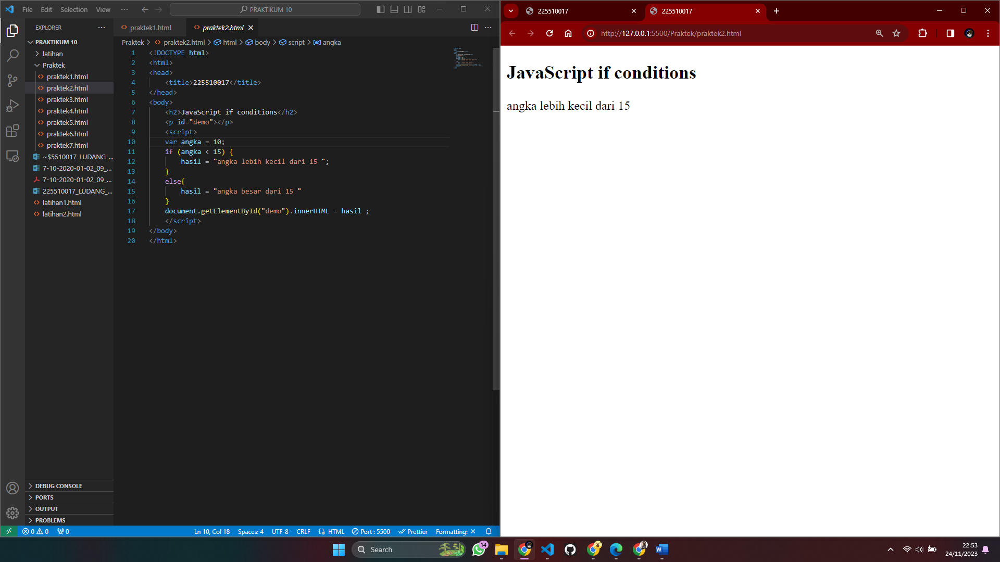 File Edit Selection View ··· PRAKTIKUM 10
EXPLORER
PRAKTIKUM 10
latihan
Praktek
praktek1.html
praktek2.html
praktek3.html
praktek4.html
praktek5.html
praktek6.html
praktek7.html
~$5510017_LUDANG_...
7-10-2020-01-02_09_...
7-10-2020-01-02_09_...
225510017_LUDANG_...
latihan1.html
latihan2.html
DEBUG CONSOLE
PORTS
OUTPUT
PROBLEMS
praktek1.html praktek2.html
Praktek > praktek2.html > html > body > script > angka
1 <!DOCTYPE html>
2 <html>
3 <head>
4 <title>225510017</title>
5 </head>
6 <body>
7 <h2>JavaScript if conditions</h2>
8 <p id="demo"></p>
9 <script>
10 var angka = 10;
11 if (angka < 15) {
12 hasil = "angka lebih kecil dari 15 ";
13 }
14 else{
15 hasil = "angka besar dari 15 "
16 }
17 document.getElementById("demo").innerHTML = hasil ;
18 </script>
19 </body>
20 </html>
0 0 0 Ln 10, Col 18 Spaces: 4 UTF-8 CRLF HTML Port : 5500 Prettier Formatting: ×
225510017 225510017
http://127.0.0.1:5500/Praktek/praktek2.html
JavaScript if conditions
angka lebih kecil dari 15
Search
14
22:53
24/11/2023